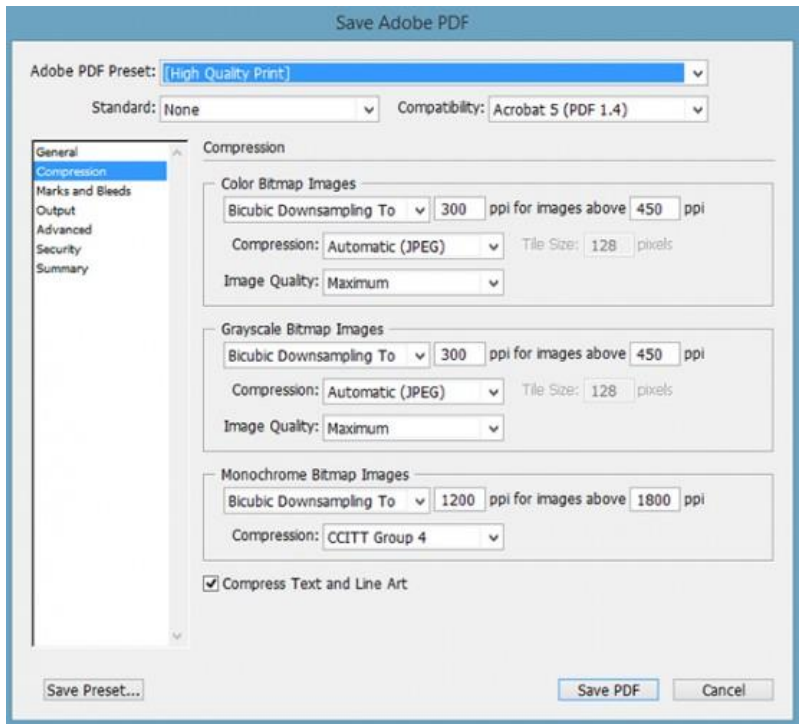 Save Adobe PDF
Adobe PDF Preset: [High Quality Print]
Standard: None Compatibility: Acrobat 5 (PDF 1.4)
General
Compression
Marks and Bleeds
Output
Advanced
Security
Summary
Compression
Color Bitmap Images
Bicubic Downsampling To 300 ppi for images above 450 ppi
Compression: Automatic (JPEG) Tile Size: 128 pixels
Image Quality: Maximum
Grayscale Bitmap Images
Bicubic Downsampling To 300 ppi for images above 450 ppi
Compression: Automatic (JPEG) Tile Size: 128 pixels
Image Quality: Maximum
Monochrome Bitmap Images
Bicubic Downsampling To 1200 ppi for images above 1800 ppi
Compression: CCITT Group 4
Compress Text and Line Art
Save Preset... Save PDF Cancel